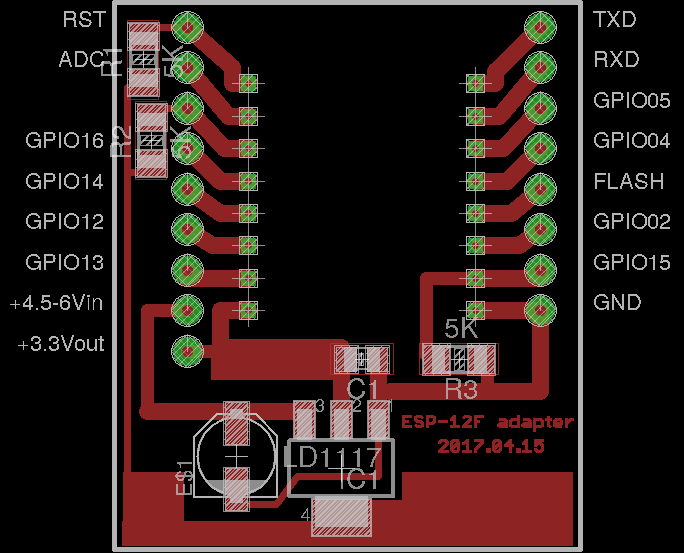 RST
TXD
R1
5K
ADC
RXD
GPIO05
R2
5K
GPIO16
GPIO04
GPIO14
FLASH
GPIO12
GPIO02
GPIO13
GPIO15
+4.5-6Vin
GND
+3.3Vout
5K
C1
R3
3
2
1
ESP-12F adapter
2017.04.15
LD1117
IC1
ES1
4